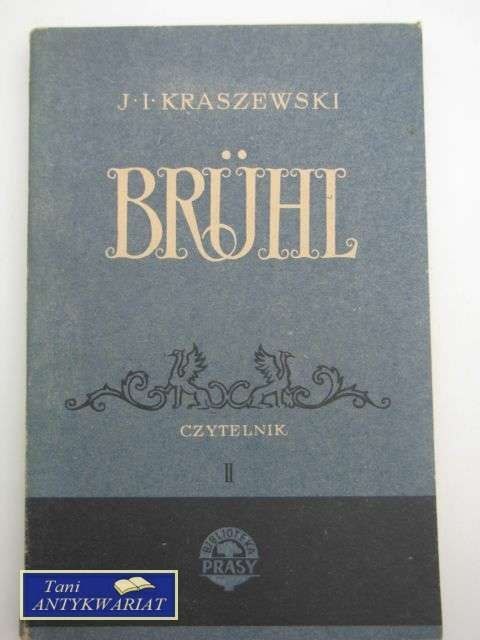 J·I·KRASZEWSKI
BRÜHL
CZYTELNIK
II
BIBLIOTEKA
PRASY
Tani
ANTYKWARIAT